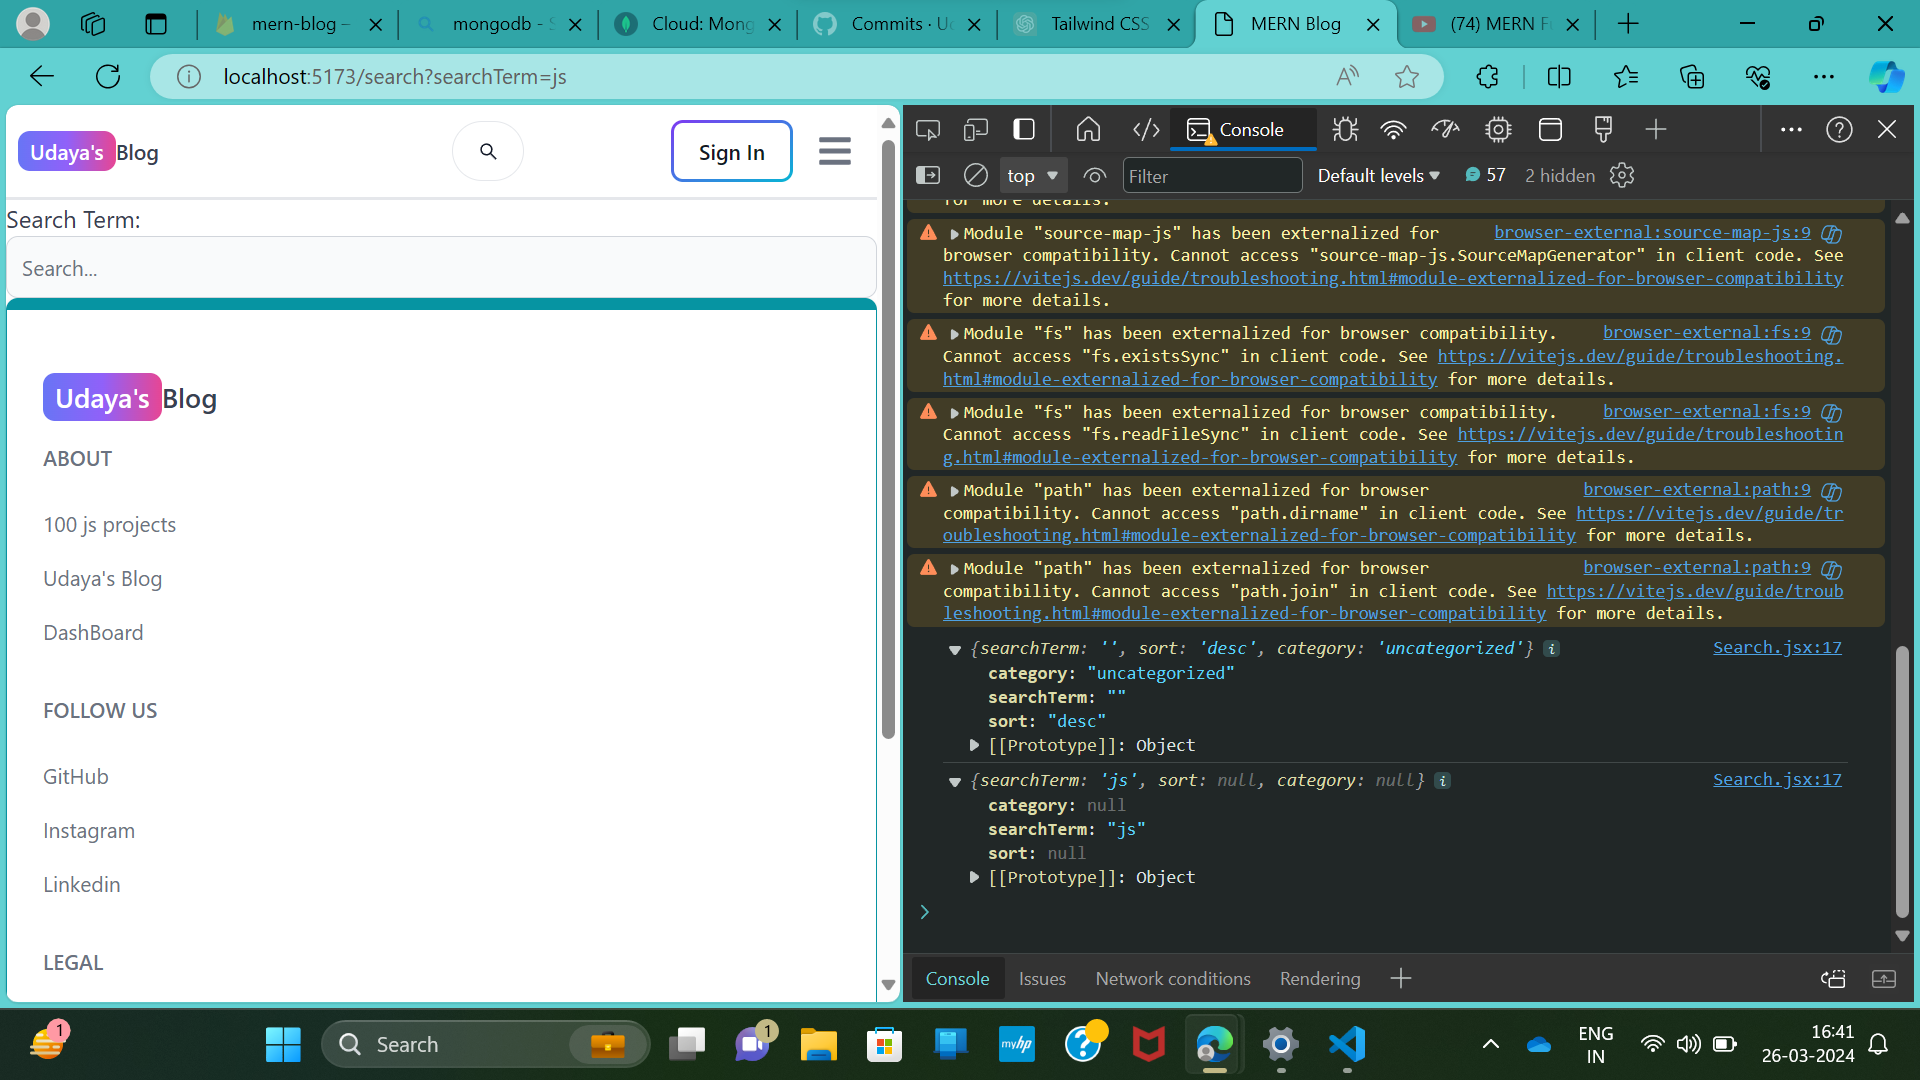 mern-blog –
mongodb - S
Cloud: Mong
Commits · Uc
Tailwind CSS
MERN Blog
(74) MERN F
localhost:5173/search?searchTerm=js
Udaya's Blog
Sign In
Search Term:
Search...
Udaya's Blog
ABOUT
100 js projects
Udaya's Blog
DashBoard
FOLLOW US
GitHub
Instagram
Linkedin
LEGAL
Console
top
Filter
Default levels
57
2 hidden
for more details.
Module "source-map-js" has been externalized for browser-external:source-map-js:9
browser compatibility. Cannot access "source-map-js.SourceMapGenerator" in client code. See
https://vitejs.dev/guide/troubleshooting.html#module-externalized-for-browser-compatibility
for more details.
Module "fs" has been externalized for browser compatibility. browser-external:fs:9
Cannot access "fs.existsSync" in client code. See https://vitejs.dev/guide/troubleshooting.
html#module-externalized-for-browser-compatibility for more details.
Module "fs" has been externalized for browser compatibility. browser-external:fs:9
Cannot access "fs.readFileSync" in client code. See https://vitejs.dev/guide/troubleshootin
g.html#module-externalized-for-browser-compatibility for more details.
Module "path" has been externalized for browser browser-external:path:9
compatibility. Cannot access "path.dirname" in client code. See https://vitejs.dev/guide/tr
oubleshooting.html#module-externalized-for-browser-compatibility for more details.
Module "path" has been externalized for browser browser-external:path:9
compatibility. Cannot access "path.join" in client code. See https://vitejs.dev/guide/troub
leshooting.html#module-externalized-for-browser-compatibility for more details.
{searchTerm: '', sort: 'desc', category: 'uncategorized'} Search.jsx:17
category: "uncategorized"
searchTerm: ""
sort: "desc"
[[Prototype]]: Object
{searchTerm: 'js', sort: null, category: null} Search.jsx:17
category: null
searchTerm: "js"
sort: null
[[Prototype]]: Object
Console
Issues
Network conditions
Rendering
1
Search
1
myhp
ENG
IN
16:41
26-03-2024